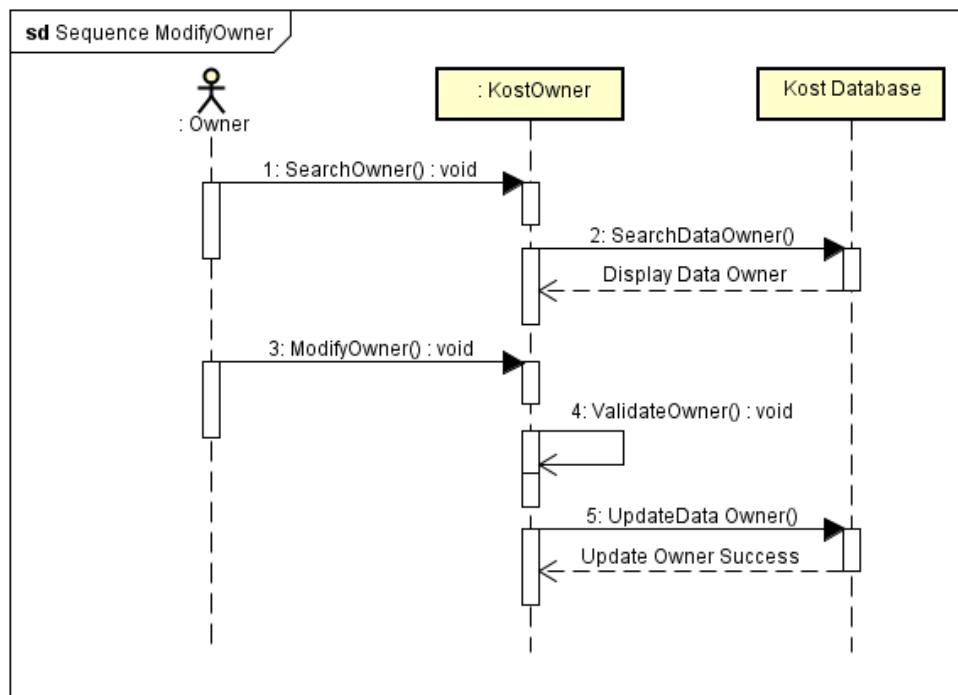 sd Sequence ModifyOwner
: Owner
: KostOwner
Kost Database
1: SearchOwner() : void
2: SearchDataOwner()
Display Data Owner
3: ModifyOwner() : void
4: ValidateOwner() : void
5: UpdateData Owner()
Update Owner Success